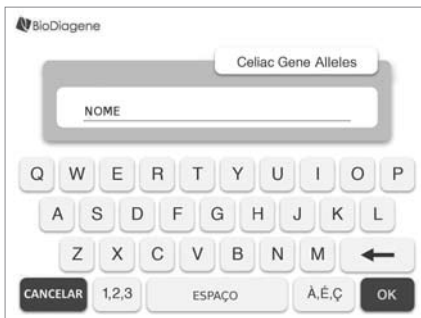 BioDiagene
Celiac Gene Alleles
NOME
Q W E R T Y U I O P
A S D F G H J K L
Z X C V B N M
CANCELAR 1,2,3 ESPAÇO À,É,Ç OK